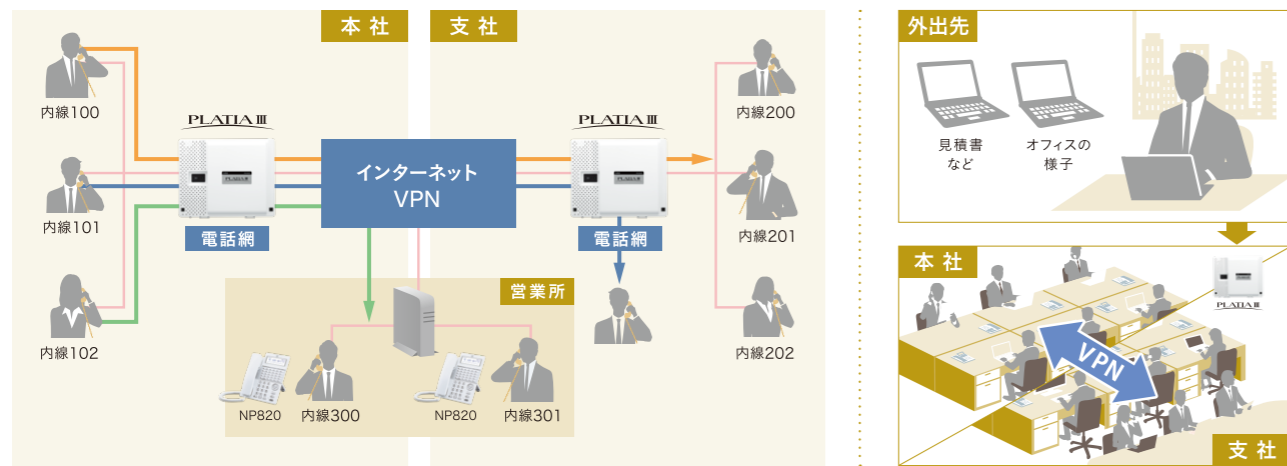 本社
支社
内線100
PLATIA III
PLATIA III
内線200
インターネット
VPN
内線101
電話網
電話網
内線201
営業所
内線102
内線202
NP820
内線300
NP820
内線301
外出先
見積書
など
オフィスの
様子
本社
PLATIA III
VPN
支社